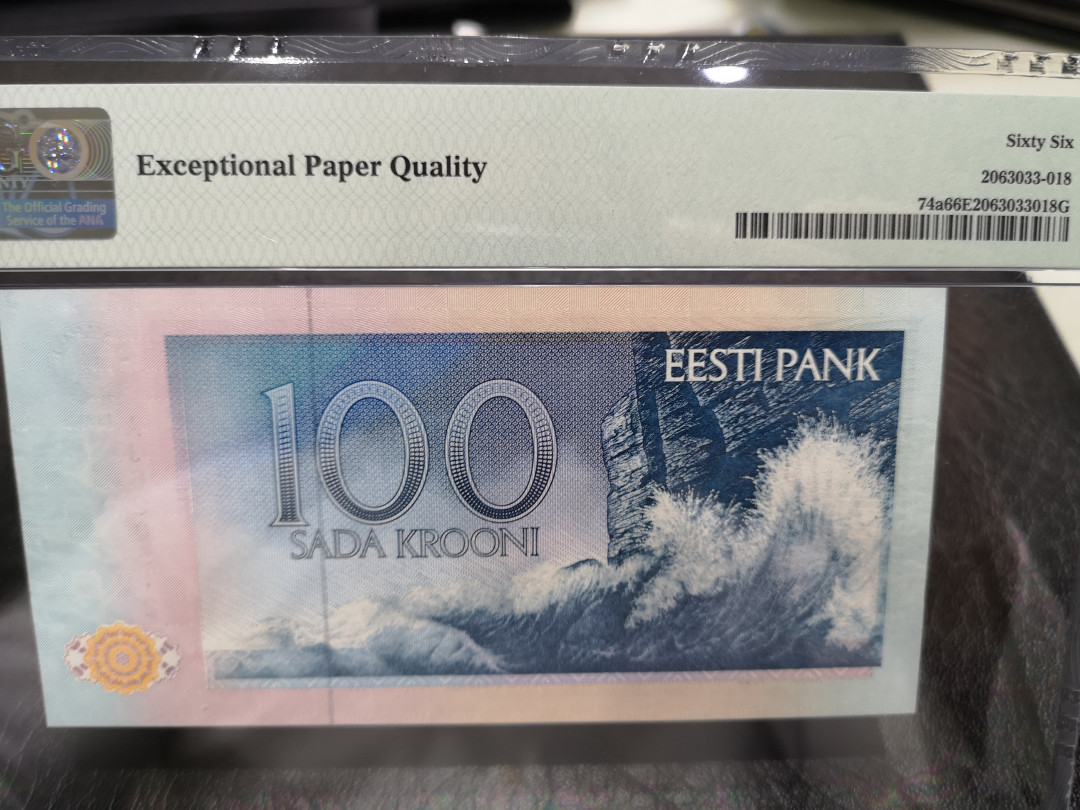 Exceptional Paper Quality
Sixty Six
2063033-018
74a66E2063033018G
The Official Grading
Service of the ANA
EESTI PANK
100
SADA KROONI